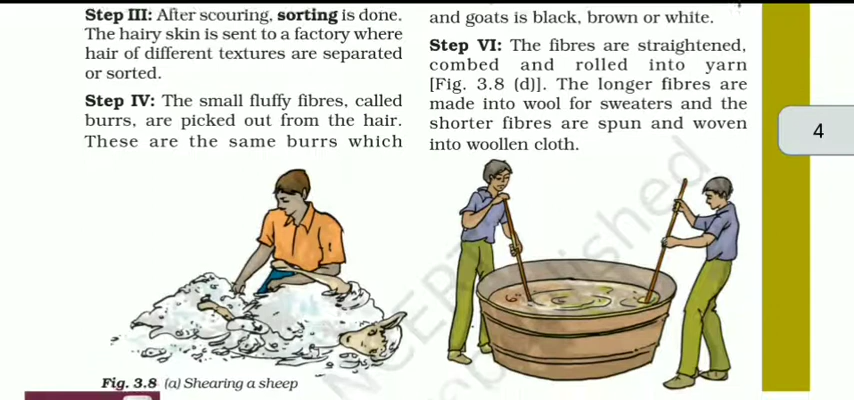 Step III: After scouring, sorting is done.
The hairy skin is sent to a factory where
hair of different textures are separated
or sorted.
Step IV: The small fluffy fibres, called
burrs, are picked out from the hair.
These are the same burrs which
and goats is black, brown or white.
Step VI: The fibres are straightened,
combed and rolled into yarn
[Fig. 3.8 (d)]. The longer fibres are
made into wool for sweaters and the
shorter fibres are spun and woven
into woollen cloth.
4
Fig. 3.8 (a) Shearing a sheep